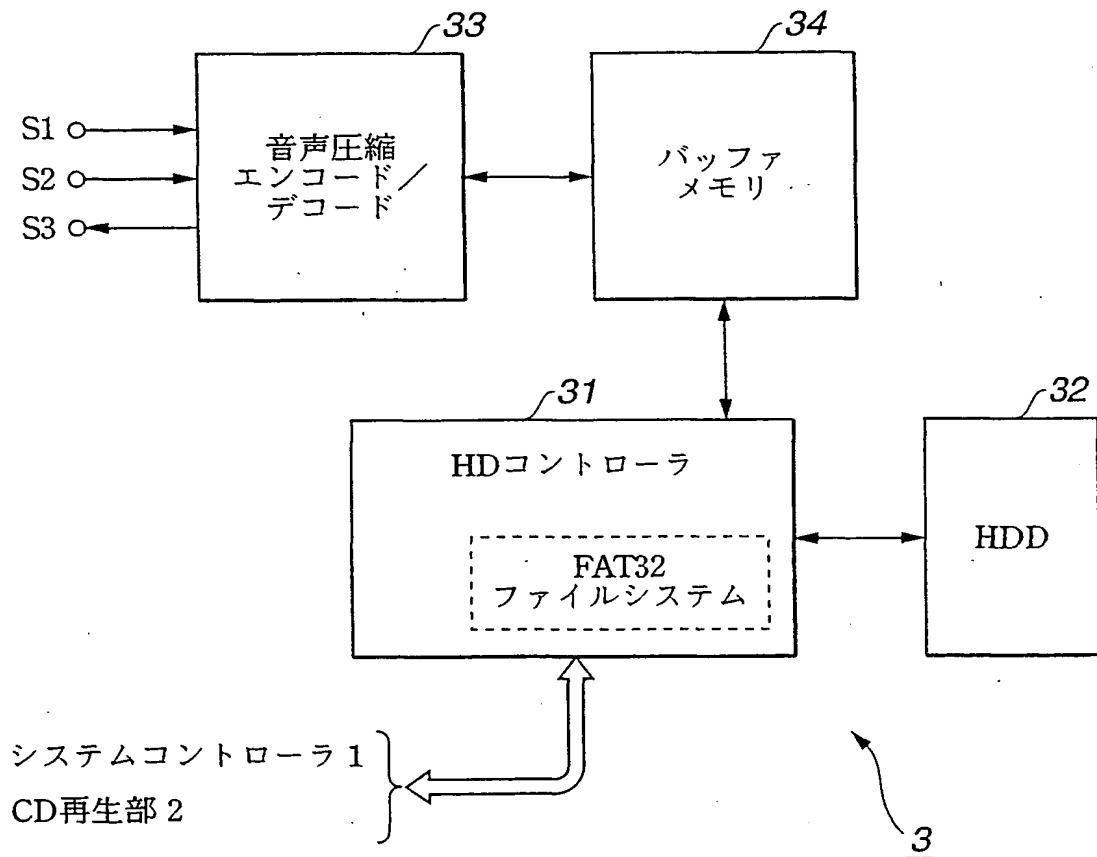 33
34
S1
S2
S3
音声圧縮
エンコード／
デコード
バッファ
メモリ
31
32
HDコントローラ
FAT32
ファイルシステム
HDD
システムコントローラ1
CD再生部2
3